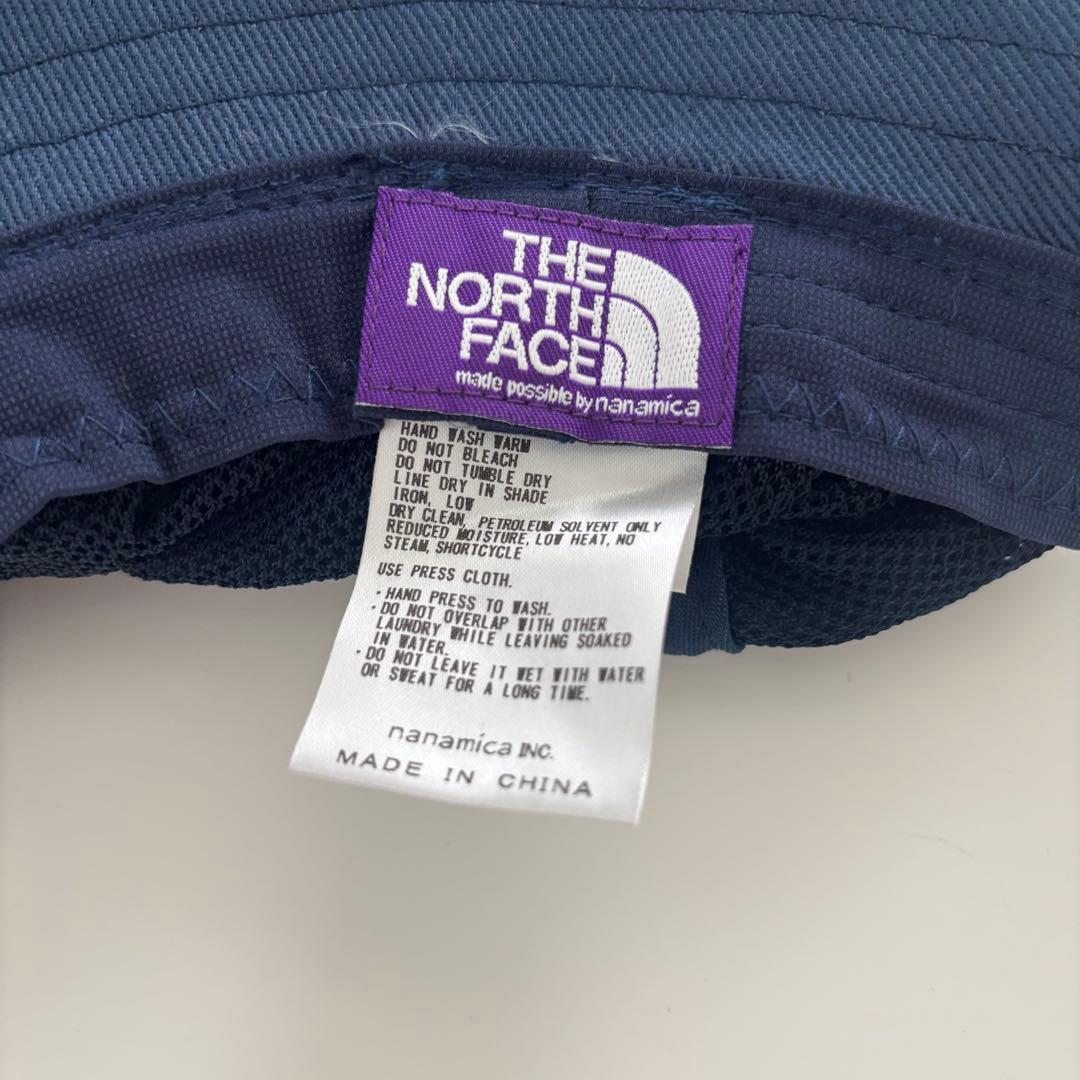 THE
NORTH
FACE
made possible by nanamica
HAND WASH WARM
DO NOT BLEACH
DO NOT TUMBLE DRY
LINE DRY IN SHADE
IRON, LOW
DRY CLEAN, PETROLEUM SOLVENT ONLY
REDUCED MOISTURE, LOW HEAT, NO
STEAM, SHORTCYCLE
USE PRESS CLOTH.
・HAND PRESS TO WASH.
・DO NOT OVERLAP WITH OTHER
LAUNDRY WHILE LEAVING SOAKED
IN WATER.
・DO NOT LEAVE IT WET WITH WATER
OR SWEAT FOR A LONG TIME.
nanamica INC.
MADE IN CHINA